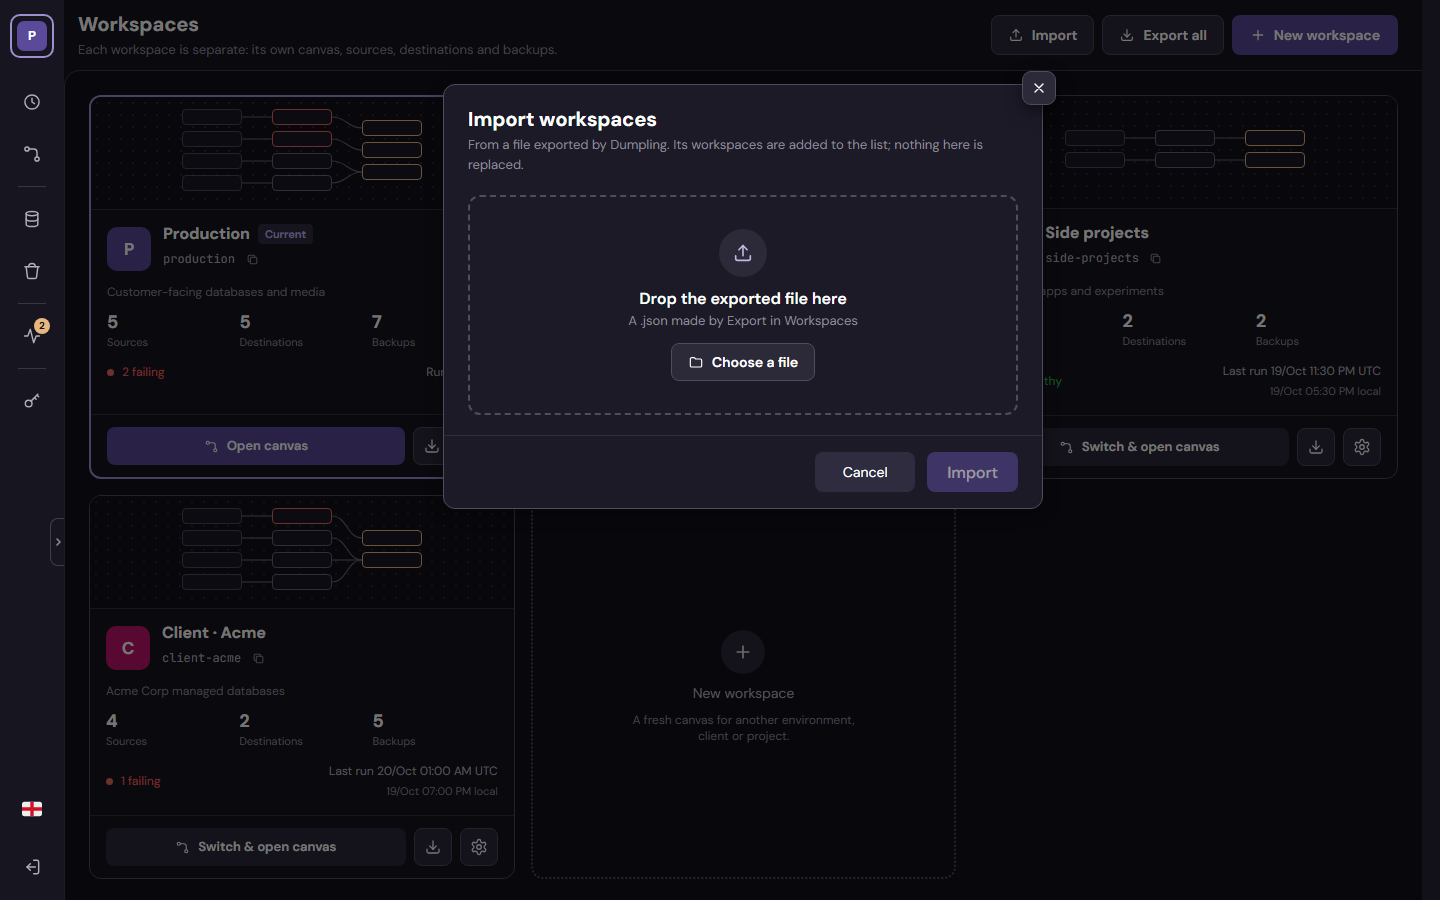 P
Workspaces
Each workspace is separate: its own canvas, sources, destinations and backups.
Import
Export all
New workspace
Import workspaces
From a file exported by Dumpling. Its workspaces are added to the list; nothing here is
replaced.
Drop the exported file here
A .json made by Export in Workspaces
Choose a file
Cancel
Import
P
Production
Current
production
Customer-facing databases and media
5
5
7
Sources
Destinations
Backups
2 failing
Open canvas
Side projects
side-projects
apps and experiments
2
2
Destinations
Backups
Last run 19/Oct 11:30 PM UTC
19/Oct 05:30 PM local
Switch & open canvas
2
C
Client · Acme
client-acme
Acme Corp managed databases
4
2
5
Sources
Destinations
Backups
1 failing
Last run 20/Oct 01:00 AM UTC
19/Oct 07:00 PM local
Switch & open canvas
New workspace
A fresh canvas for another environment,
client or project.